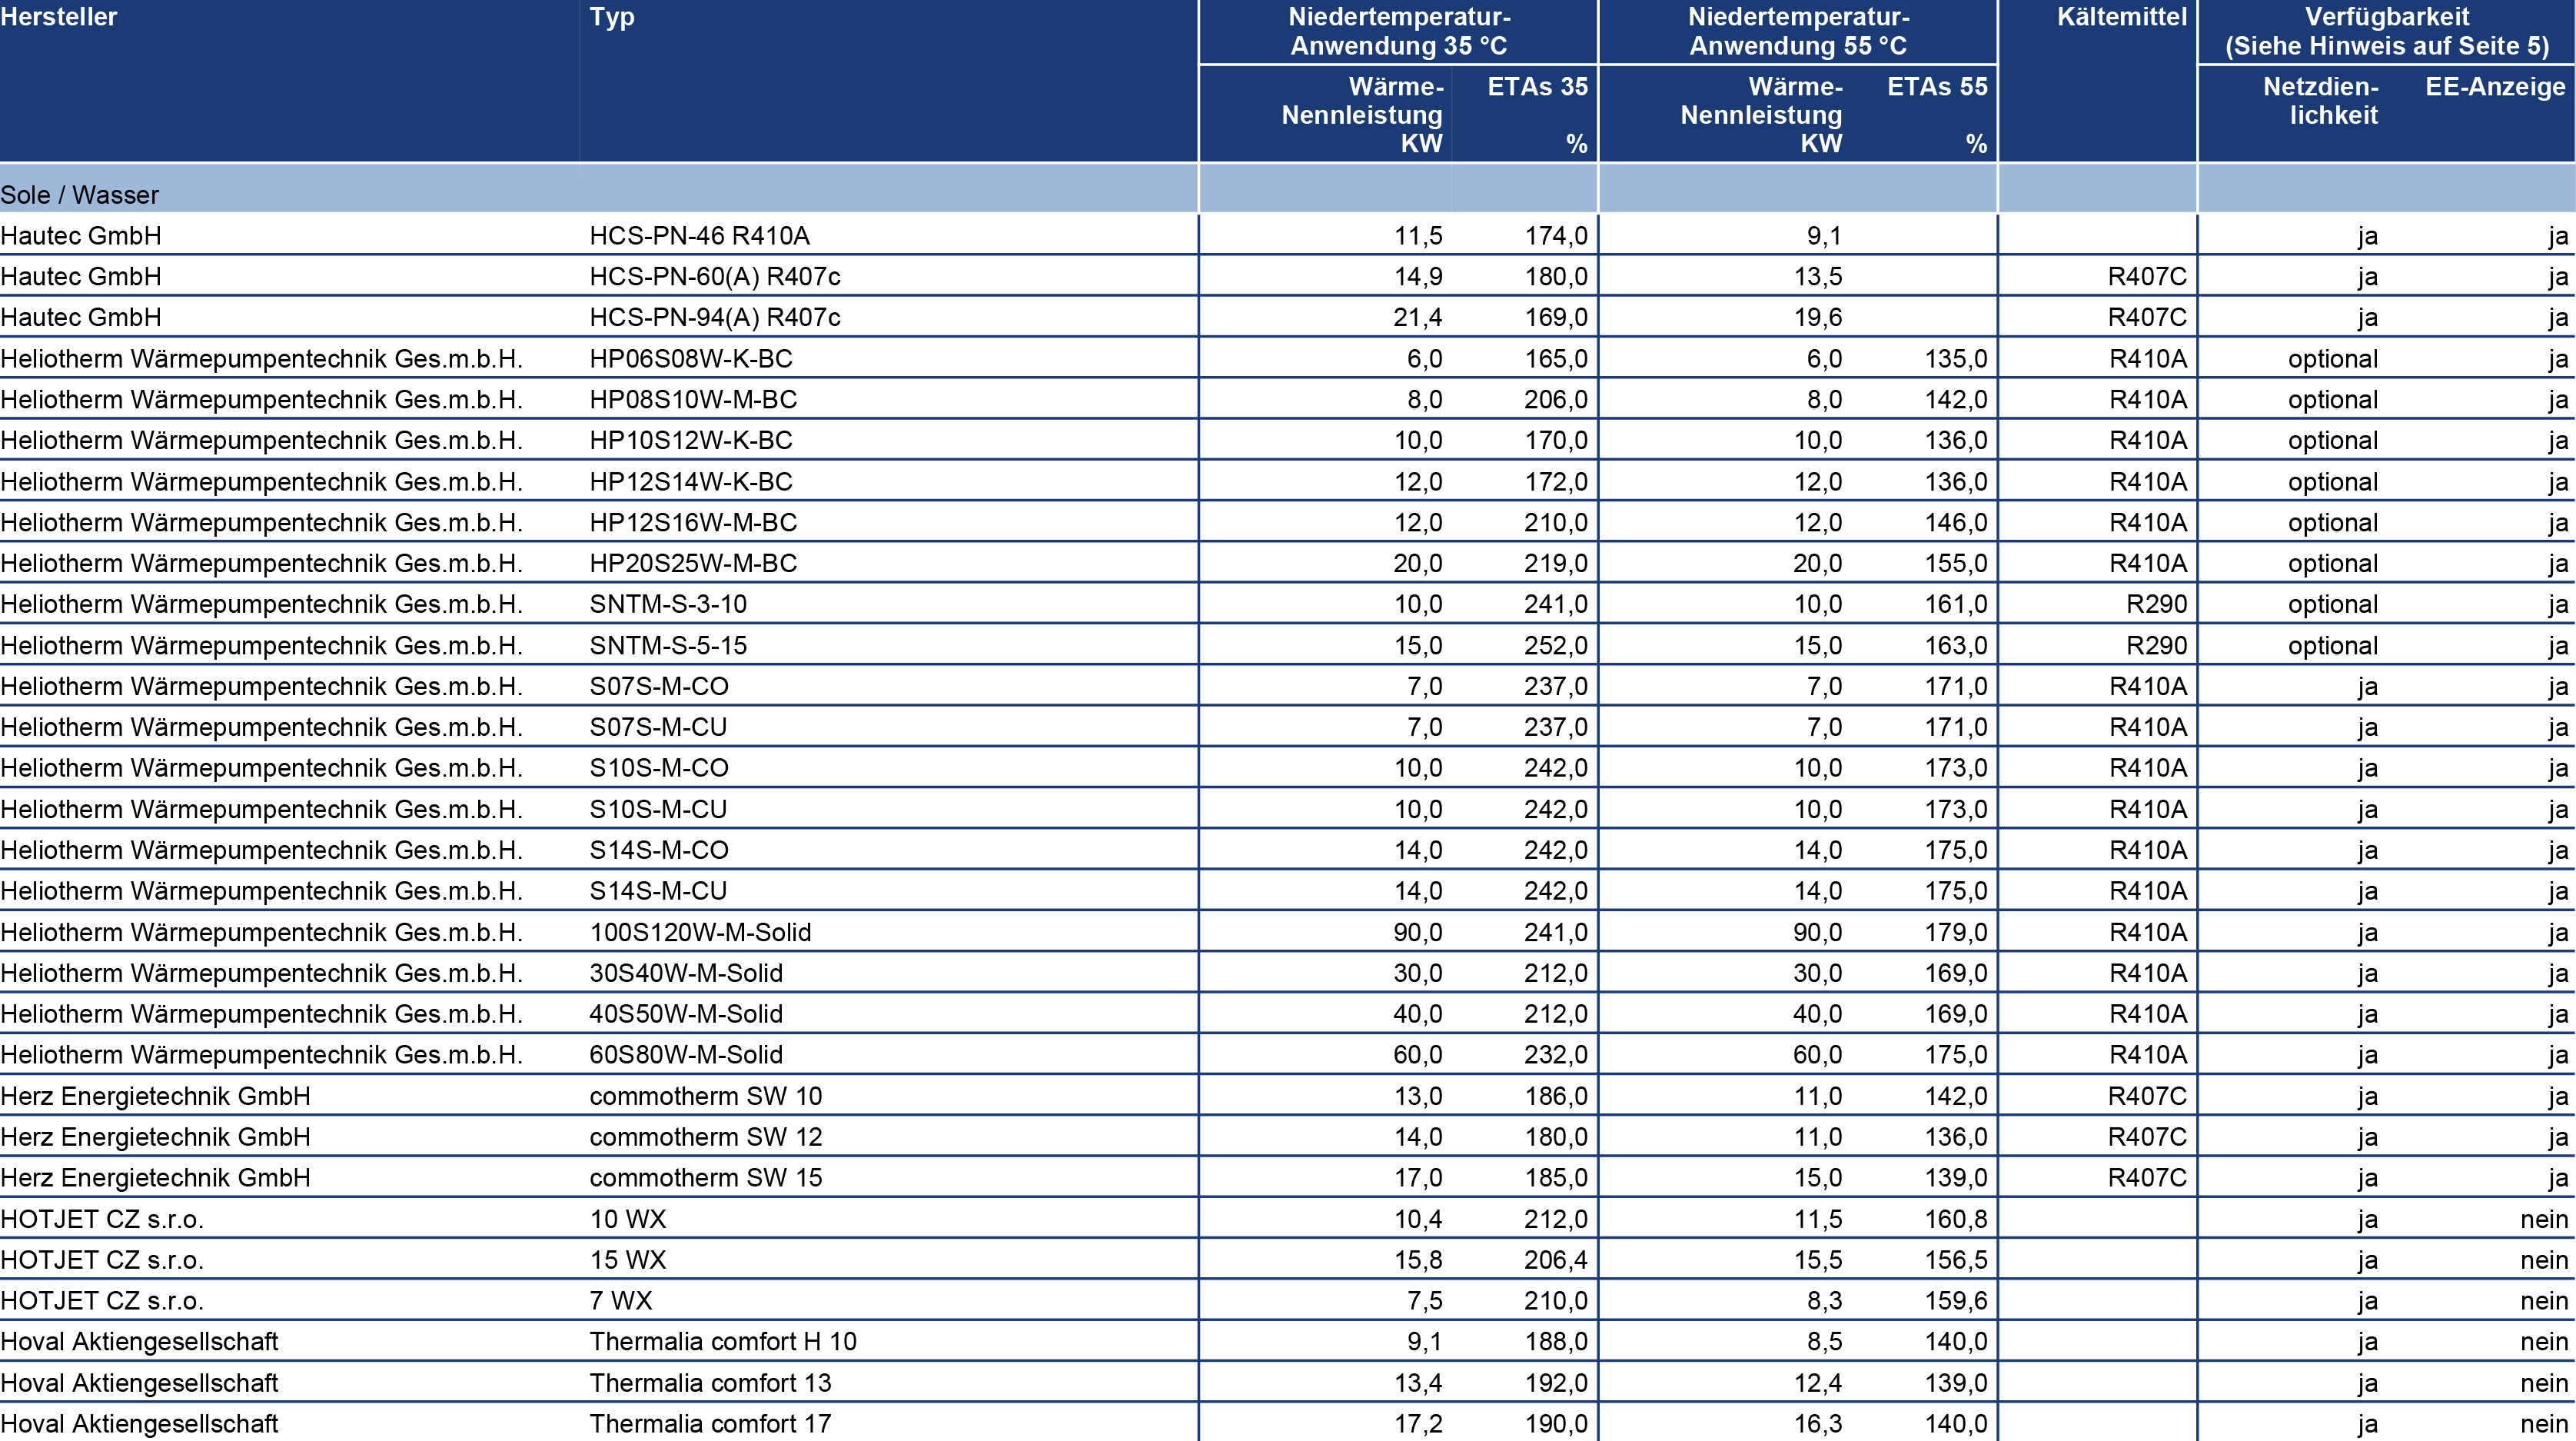 Hersteller Typ Niedertemperatur- Niedertemperatur- Kältemittel Verfügbarkeit
Anwendung 35 °C Anwendung 55 °C (Siehe Hinweis auf Seite 5)
Wärme- ETAs 35 Wärme- ETAs 55 Netzdien- EE-Anzeige
Nennleistung Nennleistung lichkeit
KW % KW %
Sole / Wasser
Hautec GmbH HCS-PN-46 R410A 11,5 174,0 9,1 ja ja
Hautec GmbH HCS-PN-60(A) R407c 14,9 180,0 13,5 R407C ja ja
Hautec GmbH HCS-PN-94(A) R407c 21,4 169,0 19,6 R407C ja ja
Heliotherm Wärmepumpentechnik Ges.m.b.H. HP06S08W-K-BC 6,0 165,0 6,0 135,0 R410A optional ja
Heliotherm Wärmepumpentechnik Ges.m.b.H. HP08S10W-M-BC 8,0 206,0 8,0 142,0 R410A optional ja
Heliotherm Wärmepumpentechnik Ges.m.b.H. HP10S12W-K-BC 10,0 170,0 10,0 136,0 R410A optional ja
Heliotherm Wärmepumpentechnik Ges.m.b.H. HP12S14W-K-BC 12,0 172,0 12,0 136,0 R410A optional ja
Heliotherm Wärmepumpentechnik Ges.m.b.H. HP12S16W-M-BC 12,0 210,0 12,0 146,0 R410A optional ja
Heliotherm Wärmepumpentechnik Ges.m.b.H. HP20S25W-M-BC 20,0 219,0 20,0 155,0 R410A optional ja
Heliotherm Wärmepumpentechnik Ges.m.b.H. SNTM-S-3-10 10,0 241,0 10,0 161,0 R290 optional ja
Heliotherm Wärmepumpentechnik Ges.m.b.H. SNTM-S-5-15 15,0 252,0 15,0 163,0 R290 optional ja
Heliotherm Wärmepumpentechnik Ges.m.b.H. S07S-M-CO 7,0 237,0 7,0 171,0 R410A ja ja
Heliotherm Wärmepumpentechnik Ges.m.b.H. S07S-M-CU 7,0 237,0 7,0 171,0 R410A ja ja
Heliotherm Wärmepumpentechnik Ges.m.b.H. S10S-M-CO 10,0 242,0 10,0 173,0 R410A ja ja
Heliotherm Wärmepumpentechnik Ges.m.b.H. S10S-M-CU 10,0 242,0 10,0 173,0 R410A ja ja
Heliotherm Wärmepumpentechnik Ges.m.b.H. S14S-M-CO 14,0 242,0 14,0 175,0 R410A ja ja
Heliotherm Wärmepumpentechnik Ges.m.b.H. S14S-M-CU 14,0 242,0 14,0 175,0 R410A ja ja
Heliotherm Wärmepumpentechnik Ges.m.b.H. 100S120W-M-Solid 90,0 241,0 90,0 179,0 R410A ja ja
Heliotherm Wärmepumpentechnik Ges.m.b.H. 30S40W-M-Solid 30,0 212,0 30,0 169,0 R410A ja ja
Heliotherm Wärmepumpentechnik Ges.m.b.H. 40S50W-M-Solid 40,0 212,0 40,0 169,0 R410A ja ja
Heliotherm Wärmepumpentechnik Ges.m.b.H. 60S80W-M-Solid 60,0 232,0 60,0 175,0 R410A ja ja
Herz Energietechnik GmbH commotherm SW 10 13,0 186,0 11,0 142,0 R407C ja ja
Herz Energietechnik GmbH commotherm SW 12 14,0 180,0 11,0 136,0 R407C ja ja
Herz Energietechnik GmbH commotherm SW 15 17,0 185,0 15,0 139,0 R407C ja ja
HOTJET CZ s.r.o. 10 WX 10,4 212,0 11,5 160,8 ja nein
HOTJET CZ s.r.o. 15 WX 15,8 206,4 15,5 156,5 ja nein
HOTJET CZ s.r.o. 7 WX 7,5 210,0 8,3 159,6 ja nein
Hoval Aktiengesellschaft Thermalia comfort H 10 9,1 188,0 8,5 140,0 ja nein
Hoval Aktiengesellschaft Thermalia comfort 13 13,4 192,0 12,4 139,0 ja nein
Hoval Aktiengesellschaft Thermalia comfort 17 17,2 190,0 16,3 140,0 ja nein